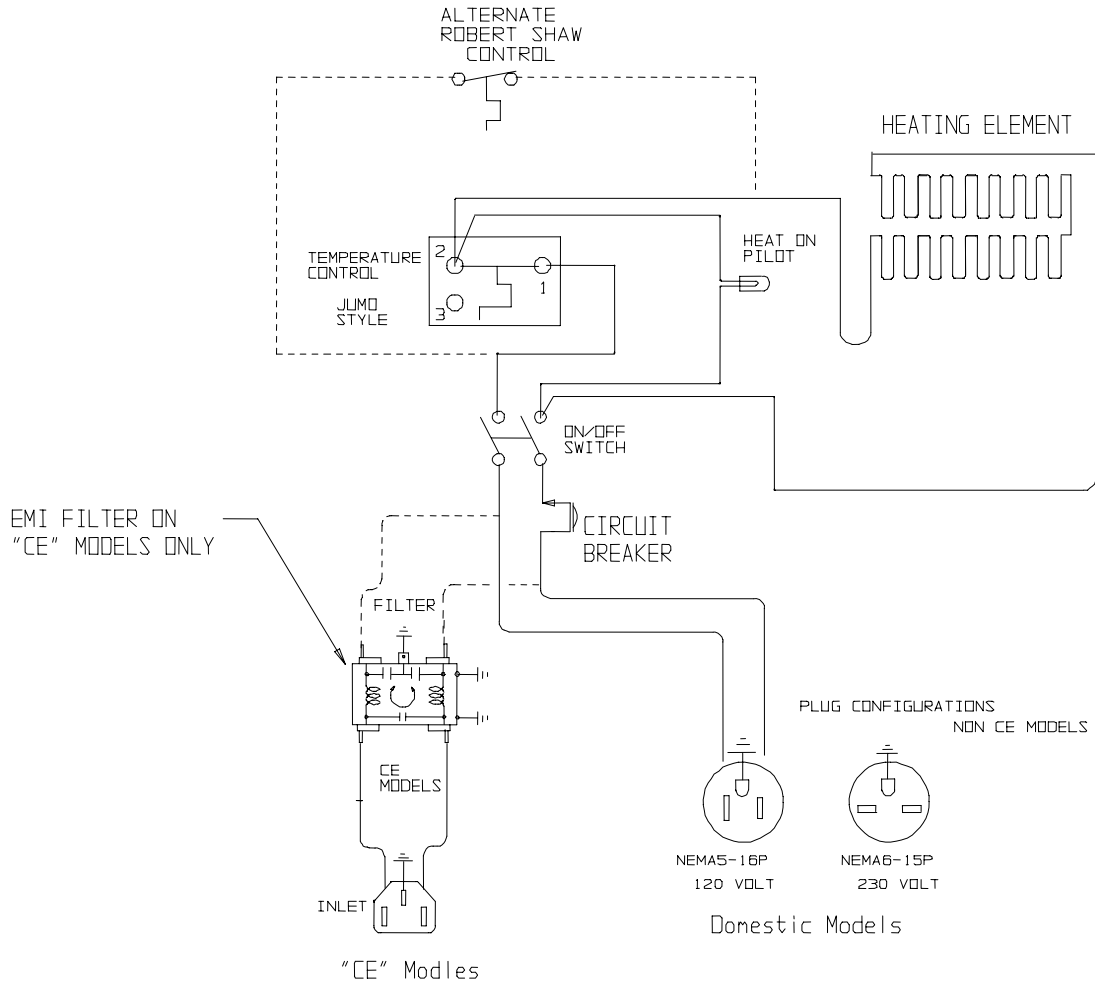 ALTERNATE
ROBERT SHAW
CONTROL
HEATING ELEMENT
TEMPERATURE
CONTROL
JUMO
STYLE
2
1
3
HEAT ON
PILOT
ON/OFF
SWITCH
CIRCUIT
BREAKER
EMI FILTER ON
"CE" MODELS ONLY
FILTER
CE
MODELS
INLET
"CE" Modles
PLUG CONFIGURATIONS
NON CE MODELS
NEMA5-16P
120 VOLT
NEMA6-15P
230 VOLT
Domestic Models